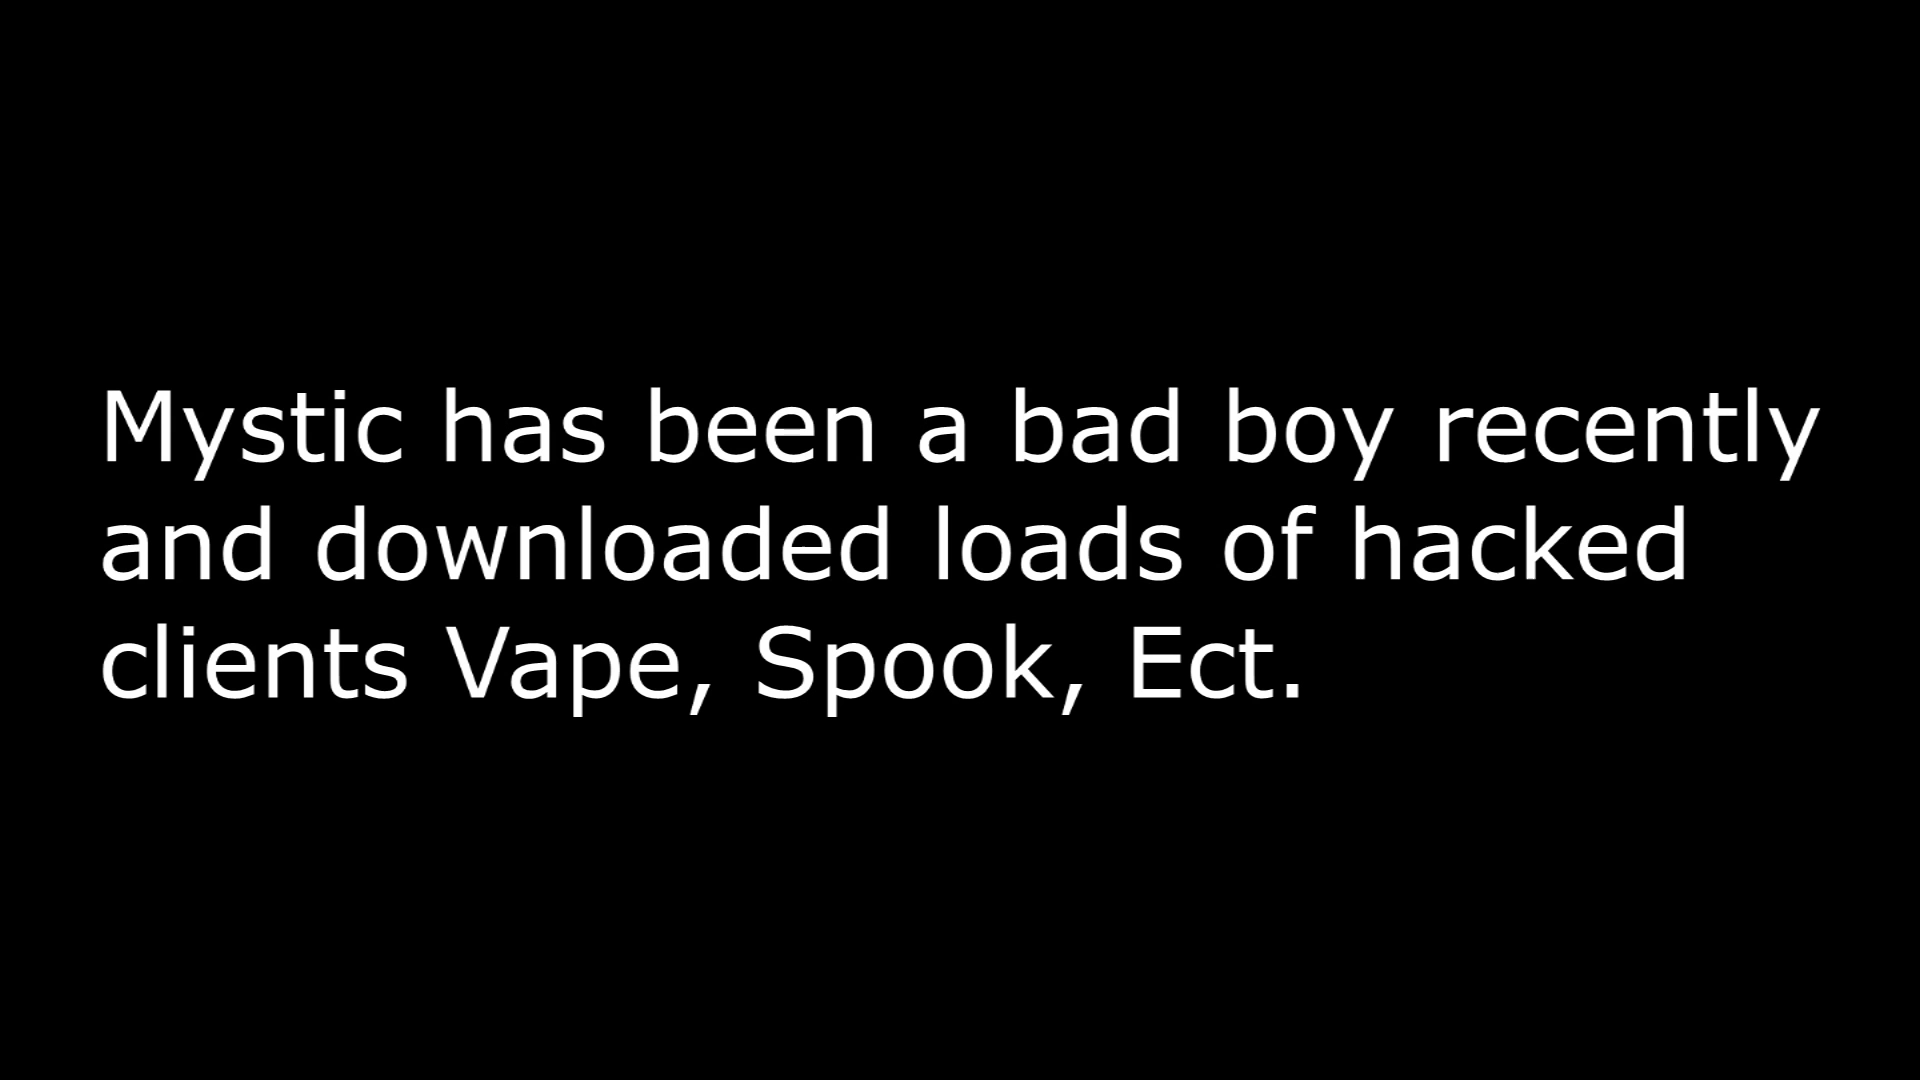 Mystic has been a bad boy recently
and downloaded loads of hacked
clients Vape, Spook, Ect.